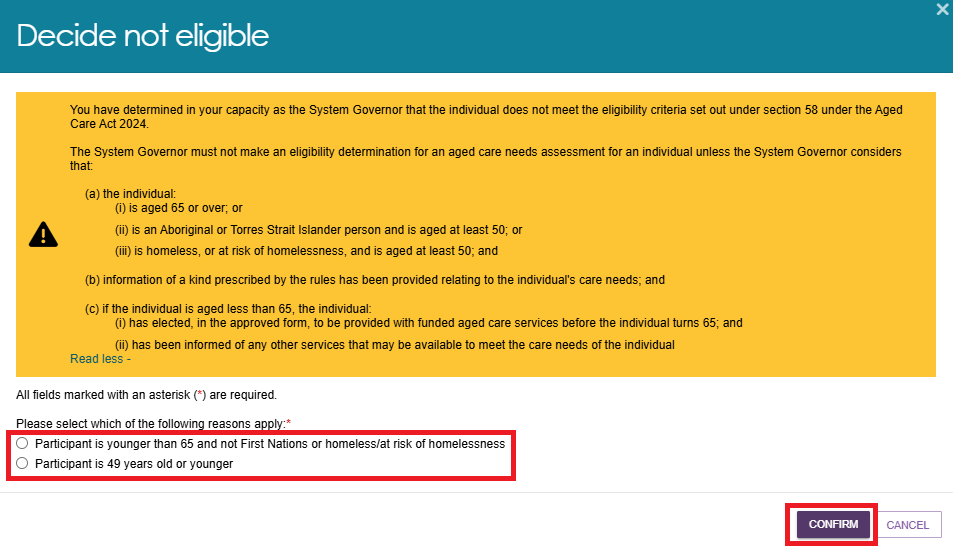 Decide not eligible
You have determined in your capacity as the System Governor that the individual does not meet the eligibility criteria set out under section 58 under the Aged
Care Act 2024.
The System Governor must not make an eligibility determination for an aged care needs assessment for an individual unless the System Governor considers
that:
(a) the individual:
(i) is aged 65 or over; or
(ii) is an Aboriginal or Torres Strait Islander person and is aged at least 50; or
(iii) is homeless, or at risk of homelessness, and is aged at least 50; and
(b) information of a kind prescribed by the rules has been provided relating to the individual's care needs; and
(c) if the individual is aged less than 65, the individual:
(i) has elected, in the approved form, to be provided with funded aged care services before the individual turns 65; and
(ii) has been informed of any other services that may be available to meet the care needs of the individual
Read less -
All fields marked with an asterisk (*) are required.
Please select which of the following reasons apply:*
Participant is younger than 65 and not First Nations or homeless/at risk of homelessness
Participant is 49 years old or younger
CONFIRM
CANCEL